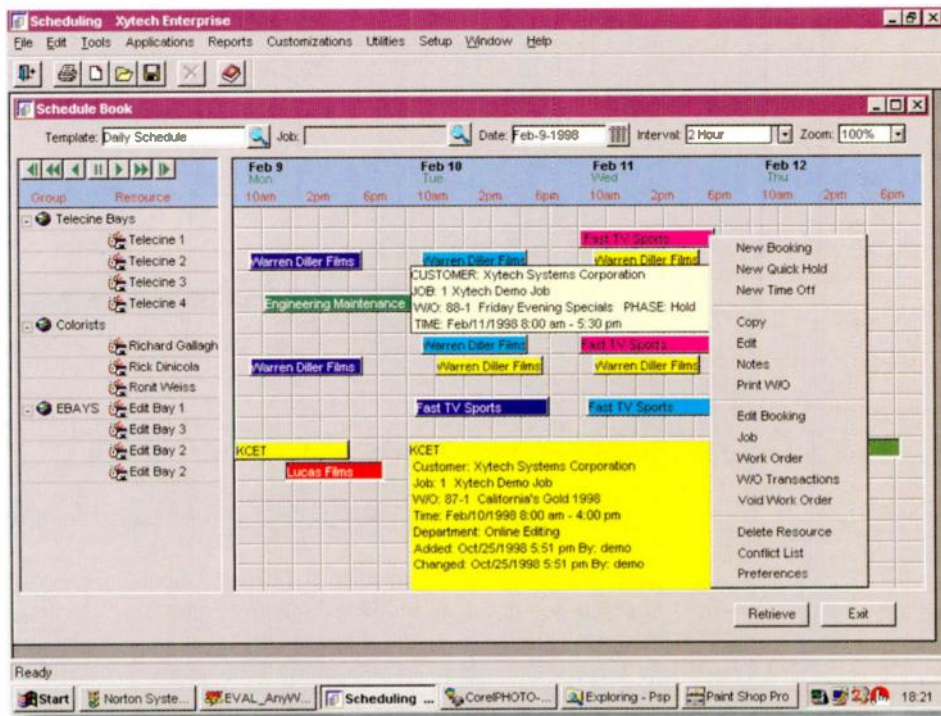 Scheduling Xytech Enterprise
File Edit Tools Applications Reports Customizations Utilities Setup Window Help
Schedule Book
Template: Daily Schedule Job: Date: Feb-9-1998 Interval: 2 Hour Zoom: 100%
Feb 9 Feb 10 Feb 11 Feb 12
Mon Tue Wed Thu
Group Resource 10am 2pm 6pm 10am 2pm 6pm 10am 2pm 6pm 10am 2pm 6pm
Telecine Bays
Telecine 1 Fast TV Sports
Telecine 2 Warren Diller Films Warren Diller Films Warren Diller Films
Telecine 3
Telecine 4 Engineering Maintenance
CUSTOMER: Xytech Systems Corporation
JOB: 1 Xytech Demo Job
W/O: 88-1 Friday Evening Specials PHASE: Hold
TIME: Feb/11/1998 8:00 am - 5:30 pm
Colorists
Richard Gallagh Warren Diller Films Fast TV Sports
Rick Dinicola Warren Diller Films Warren Diller Films Warren Diller Films
Ronit Weiss
EBAYS Edit Bay 1 Fast TV Sports Fast TV Sports
Edit Bay 3
Edit Bay 2 KCET
Edit Bay 2 Lucas Films
KCET
Customer: Xytech Systems Corporation
Job: 1 Xytech Demo Job
W/O: 87-1 California's Gold 1998
Time: Feb/10/1998 8:00 am - 4:00 pm
Department: Online Editing
Added: Oct/25/1998 5:51 pm By: demo
Changed: Oct/25/1998 5:51 pm By: demo
New Booking
New Quick Hold
New Time Off
Copy
Edit
Notes
Print W/O
Edit Booking
Job
Work Order
W/O Transactions
Void Work Order
Delete Resource
Conflict List
Preferences
Retrieve Exit
Ready
Start Norton Syste... EVAL_AnyW... Scheduling ... CorelPHOTO-... Exploring - Psp Paint Shop Pro 18:21